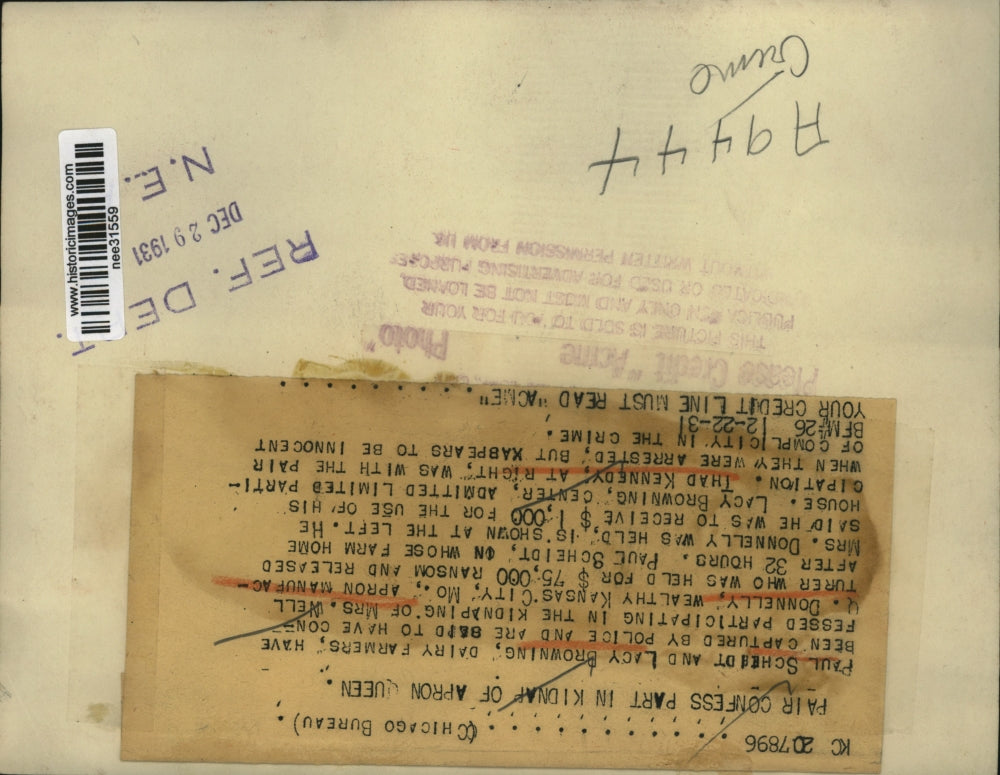 KC 207896 . . . . . . . . . . . (CHICAGO BUREAU).
PAIR CONFESS PART IN KIDNAP OF APRON QUEEN.
PAUL SCHEIDT AND LACY BROWNING, DAIRY FARMERS, HAVE
BEEN CAPTURED BY POLICE AND ARE SAID TO HAVE CON-
FESSED PARTICIPATING IN THE KIDNAPING OF MRS. NELL
Q. DONNELLY, WEALTHY KANSAS CITY, MO., APRON MANUFAC-
TURER WHO WAS HELD FOR $ 75,000 RANSOM AND RELEASED
AFTER 32 HOURS. PAUL SCHEIDT, ON WHOSE FARM HOME
MRS. DONNELLY WAS HELD, IS SHOWN AT THE LEFT. HE
SAID HE WAS TO RECEIVE $ 1,000 FOR THE USE OF HIS
HOUSE. LACY BROWNING, CENTER, ADMITTED LIMITED PARTI-
CIPATION. THAD KENNEDY, AT RIGHT, WAS WITH THE PAIR
WHEN THEY WERE ARRESTED, BUT XAPPEARS TO BE INNOCENT
OF COMPLICITY IN THE CRIME.
BFM-26 12-22-31
YOUR CREDIT LINE MUST READ "ACME" . . . . . . . . .
Please Credit "Acme Photo"
THIS PICTURE IS SOLD TO YOU FOR YOUR
PUBLICATION ONLY AND MUST NOT BE LOANED,
OR USED FOR ADVERTISING PURPOSES
WITHOUT WRITTEN PERMISSION FROM US.
A9444
Crime
REF. DE T.
DEC 29 1931
N.E.
www.historicimages.com
nee31559